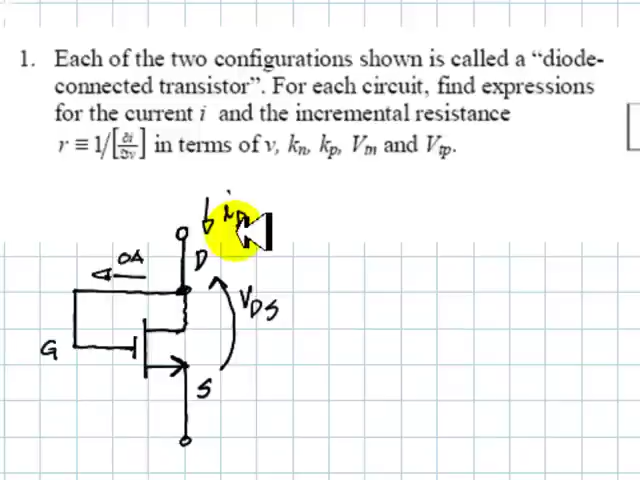 1. Each of the two configurations shown is called a “diode-
connected transistor”. For each circuit, find expressions
for the current i and the incremental resistance
r ≡ 1/[∂i/∂v] in terms of v, kn, kp, Vtn and Vtp.
iD
0A
D
VDS
G
S